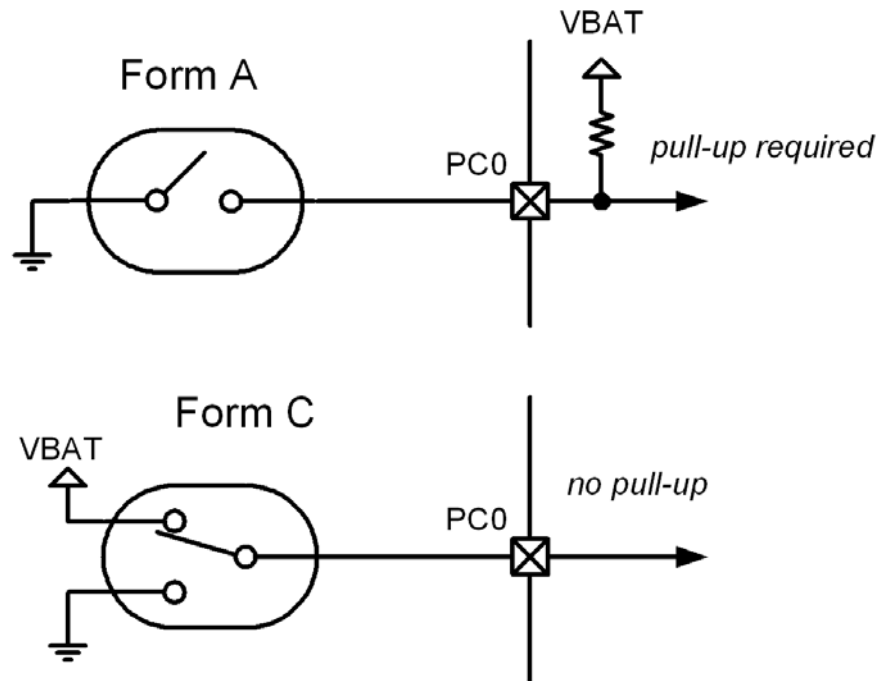 VBAT
Form A
PC0
pull-up required
Form C
VBAT
PC0
no pull-up